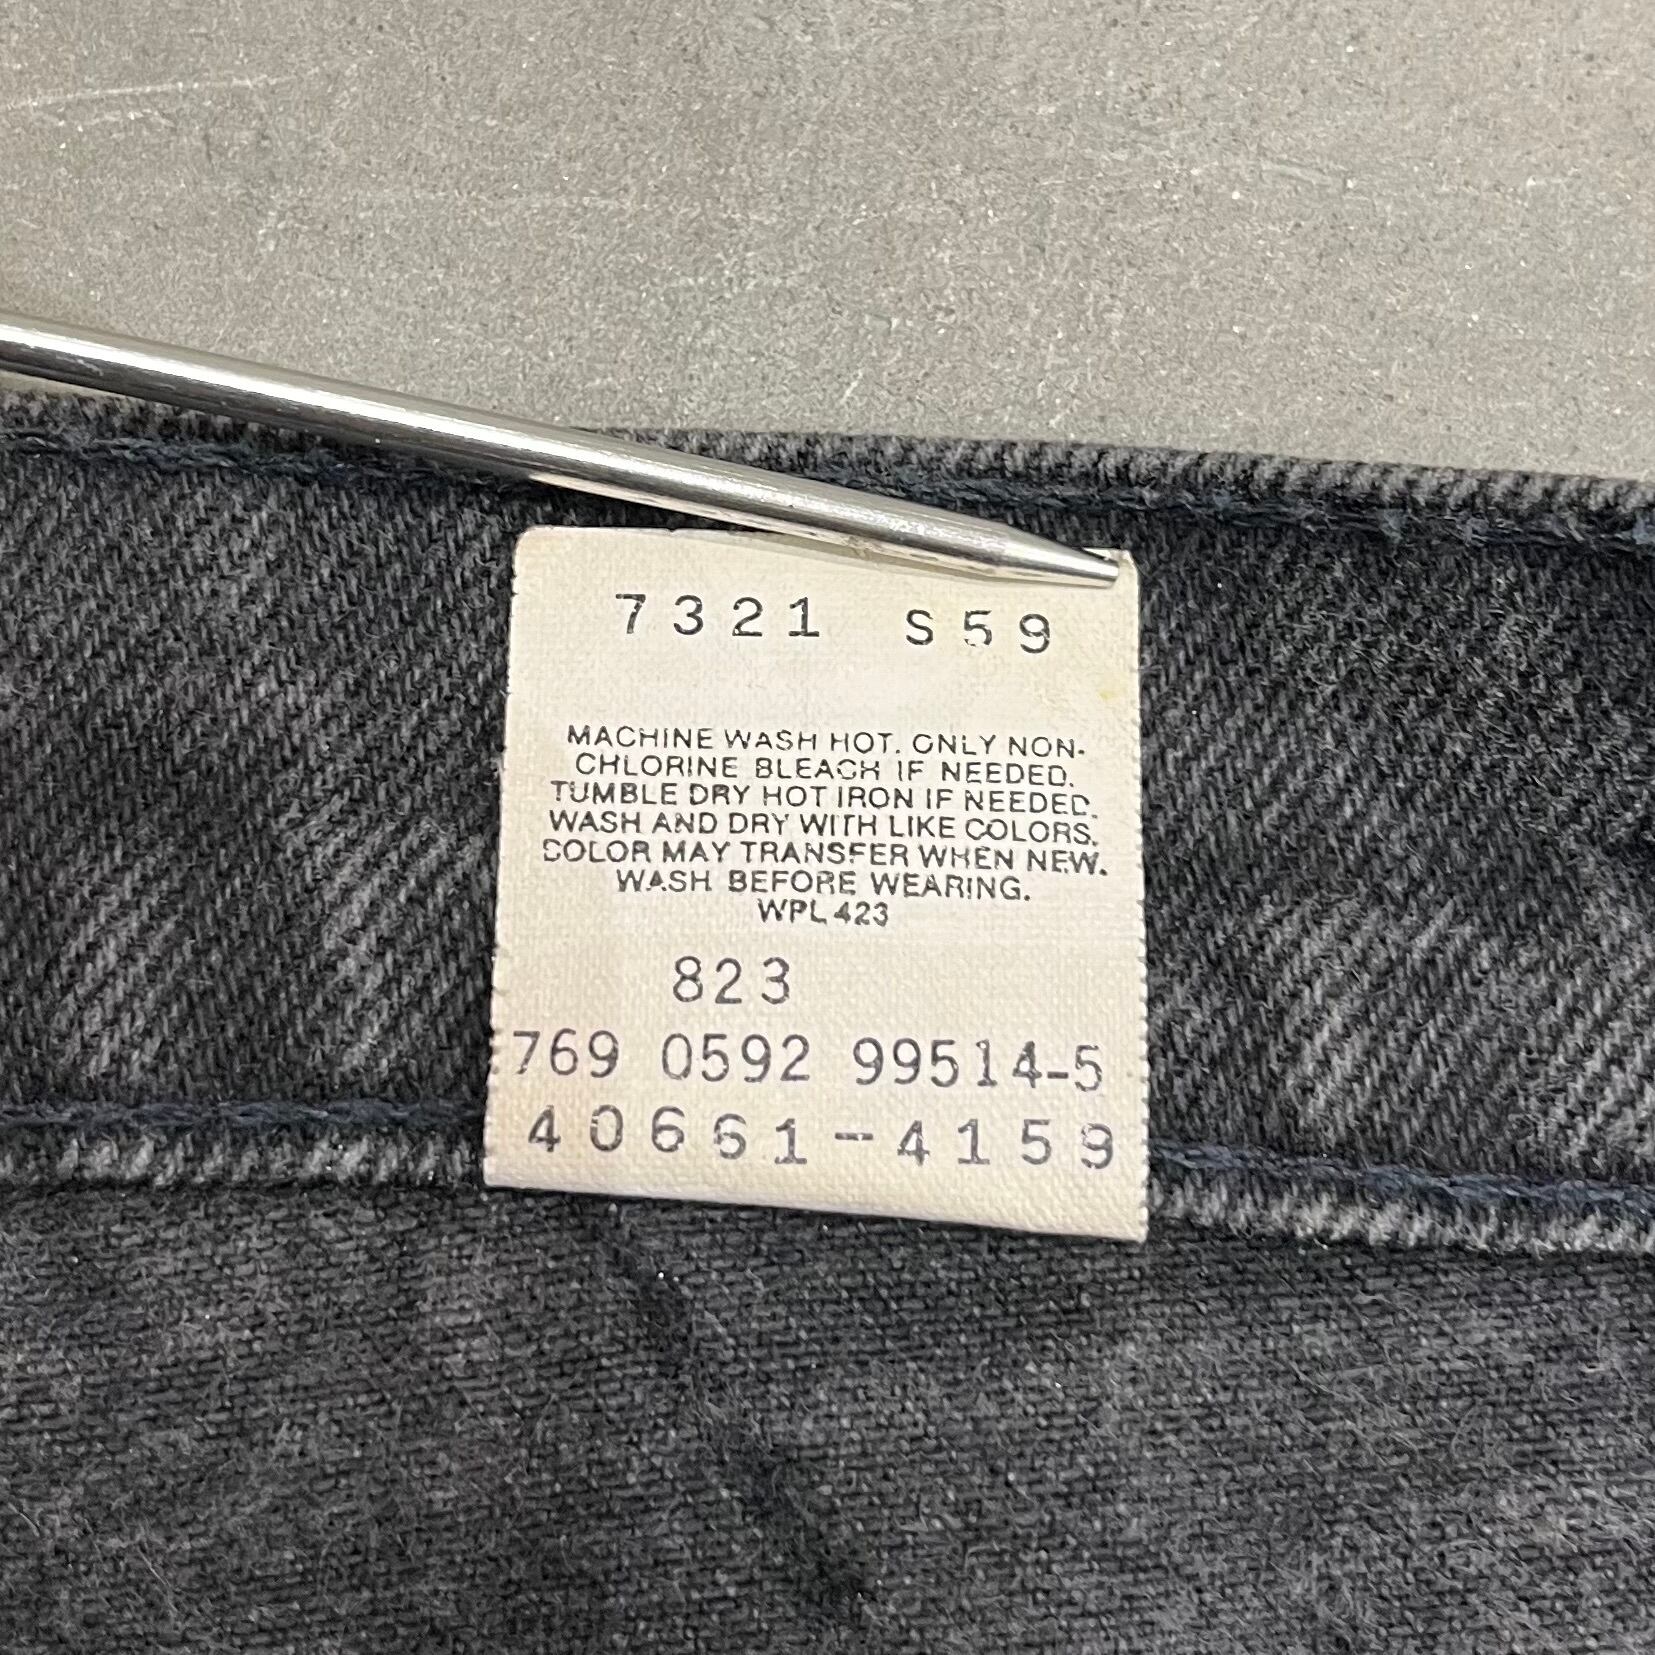 7321 S59
MACHINE WASH HOT. ONLY NON-
CHLORINE BLEACH IF NEEDED.
TUMBLE DRY HOT IRON IF NEEDED.
WASH AND DRY WITH LIKE COLORS.
COLOR MAY TRANSFER WHEN NEW.
WASH BEFORE WEARING.
WPL 423
823
769 0592 99514-5
40661-4159